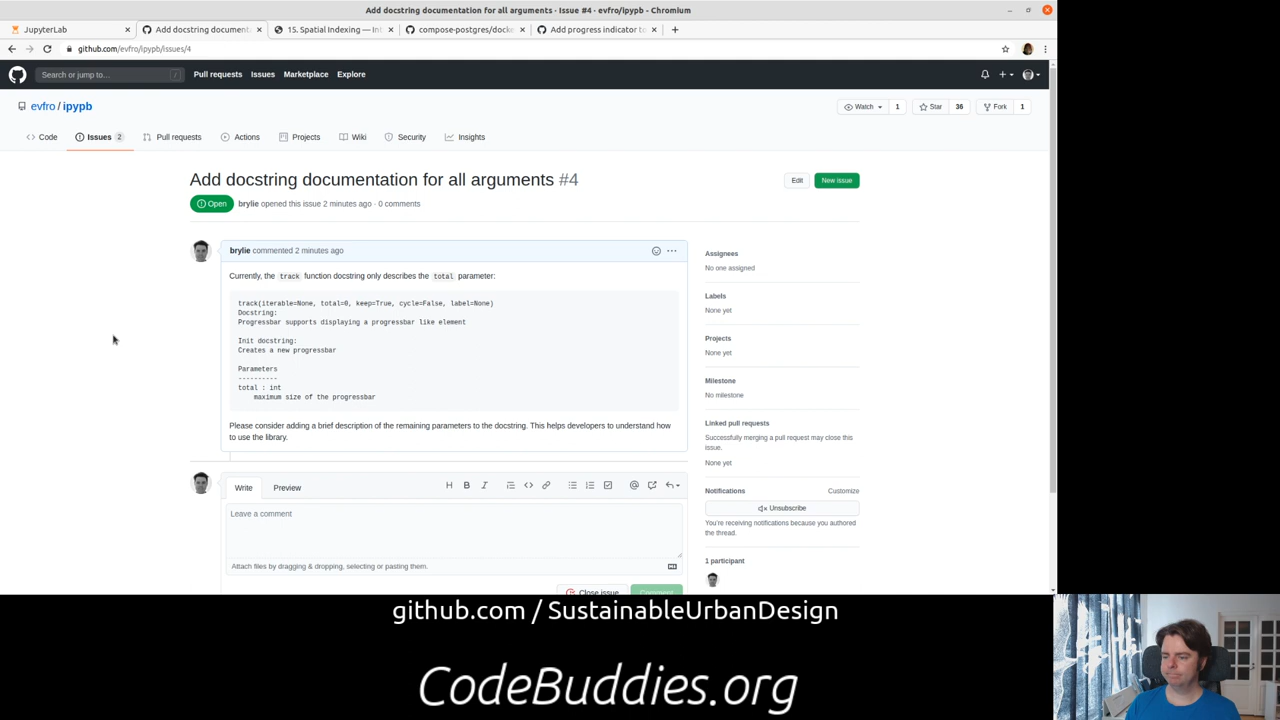 Add docstring documentation for all arguments · Issue #4 · evfro/ipypb - Chromium
JupyterLab
Add docstring document
15. Spatial Indexing — Int
compose-postgres/docke
Add progress indicator t
github.com/evfro/ipypb/issues/4
Search or jump to…
/
Pull requests
Issues
Marketplace
Explore
evfro / ipypb
Watch
1
Star
36
Fork
1
Code
Issues 2
Pull requests
Actions
Projects
Wiki
Security
Insights
Add docstring documentation for all arguments #4
Edit
New issue
Open
brylie opened this issue 2 minutes ago · 0 comments
brylie commented 2 minutes ago
Currently, the track function docstring only describes the total parameter:
track(iterable=None, total=0, keep=True, cycle=False, label=None)
Docstring:
Progressbar supports displaying a progressbar like element
Init docstring:
Creates a new progressbar
Parameters
----------
total : int
maximum size of the progressbar
Please consider adding a brief description of the remaining parameters to the docstring. This helps developers to understand how
to use the library.
Write
Preview
Leave a comment
Attach files by dragging & dropping, selecting or pasting them.
Close issue
Comment
Assignees
No one assigned
Labels
None yet
Projects
None yet
Milestone
No milestone
Linked pull requests
Successfully merging a pull request may close this
issue.
None yet
Notifications
Customize
Unsubscribe
You're receiving notifications because you authored
the thread.
1 participant
github.com / SustainableUrbanDesign
CodeBuddies.org